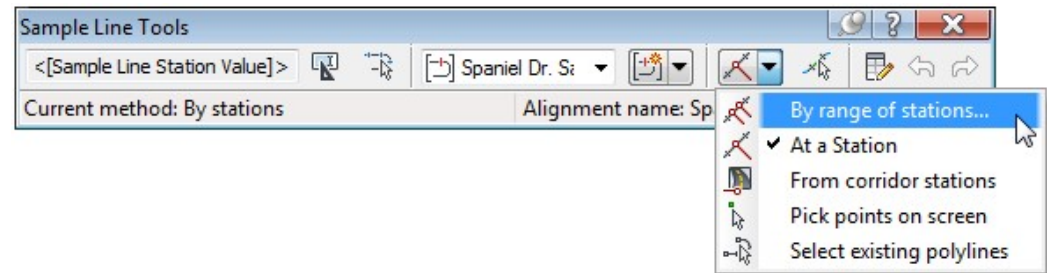 Sample Line Tools
<[Sample Line Station Value]>
Spaniel Dr. Sa
Current method: By stations
Alignment name: Sp
By range of stations...
At a Station
From corridor stations
Pick points on screen
Select existing polylines